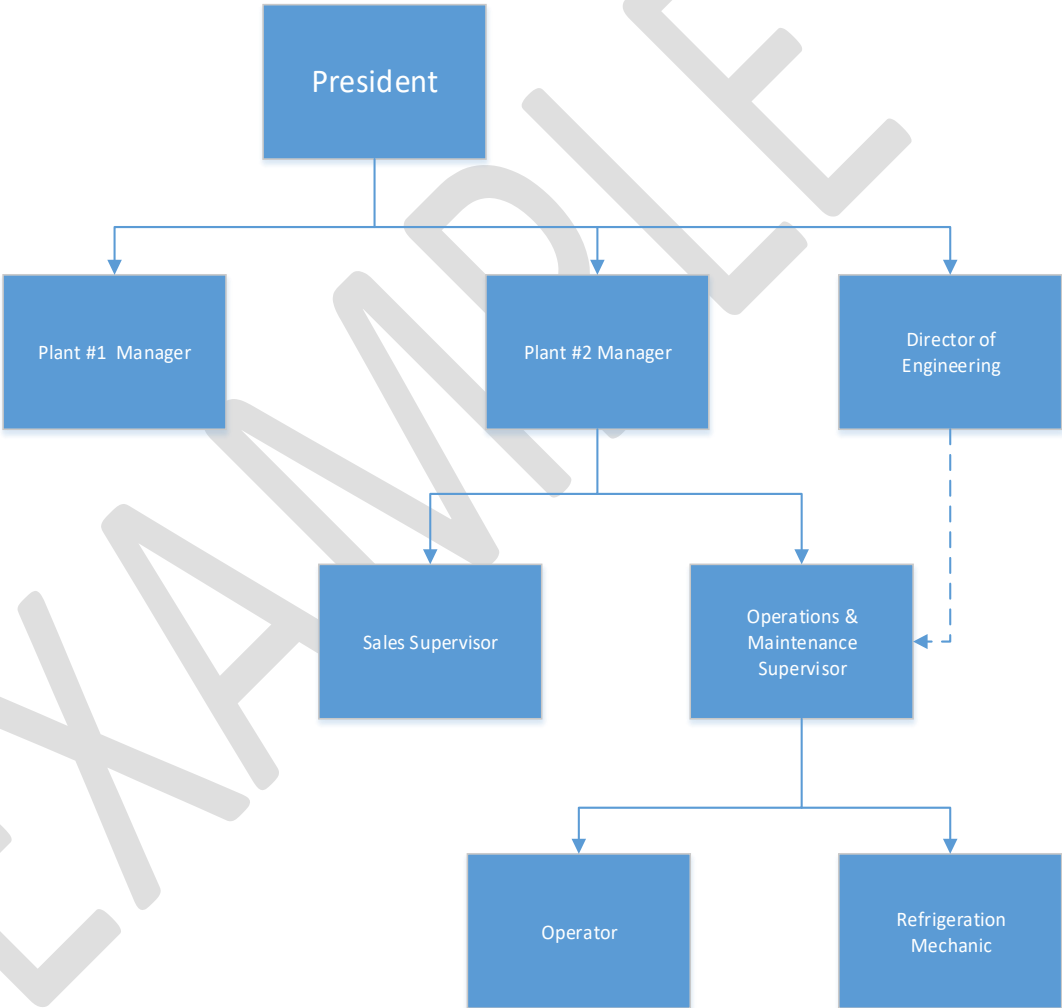 President
Plant #1 Manager
Plant #2 Manager
Director of
Engineering
Sales Supervisor
Operations &
Maintenance
Supervisor
Operator
Refrigeration
Mechanic
EXAMPLE